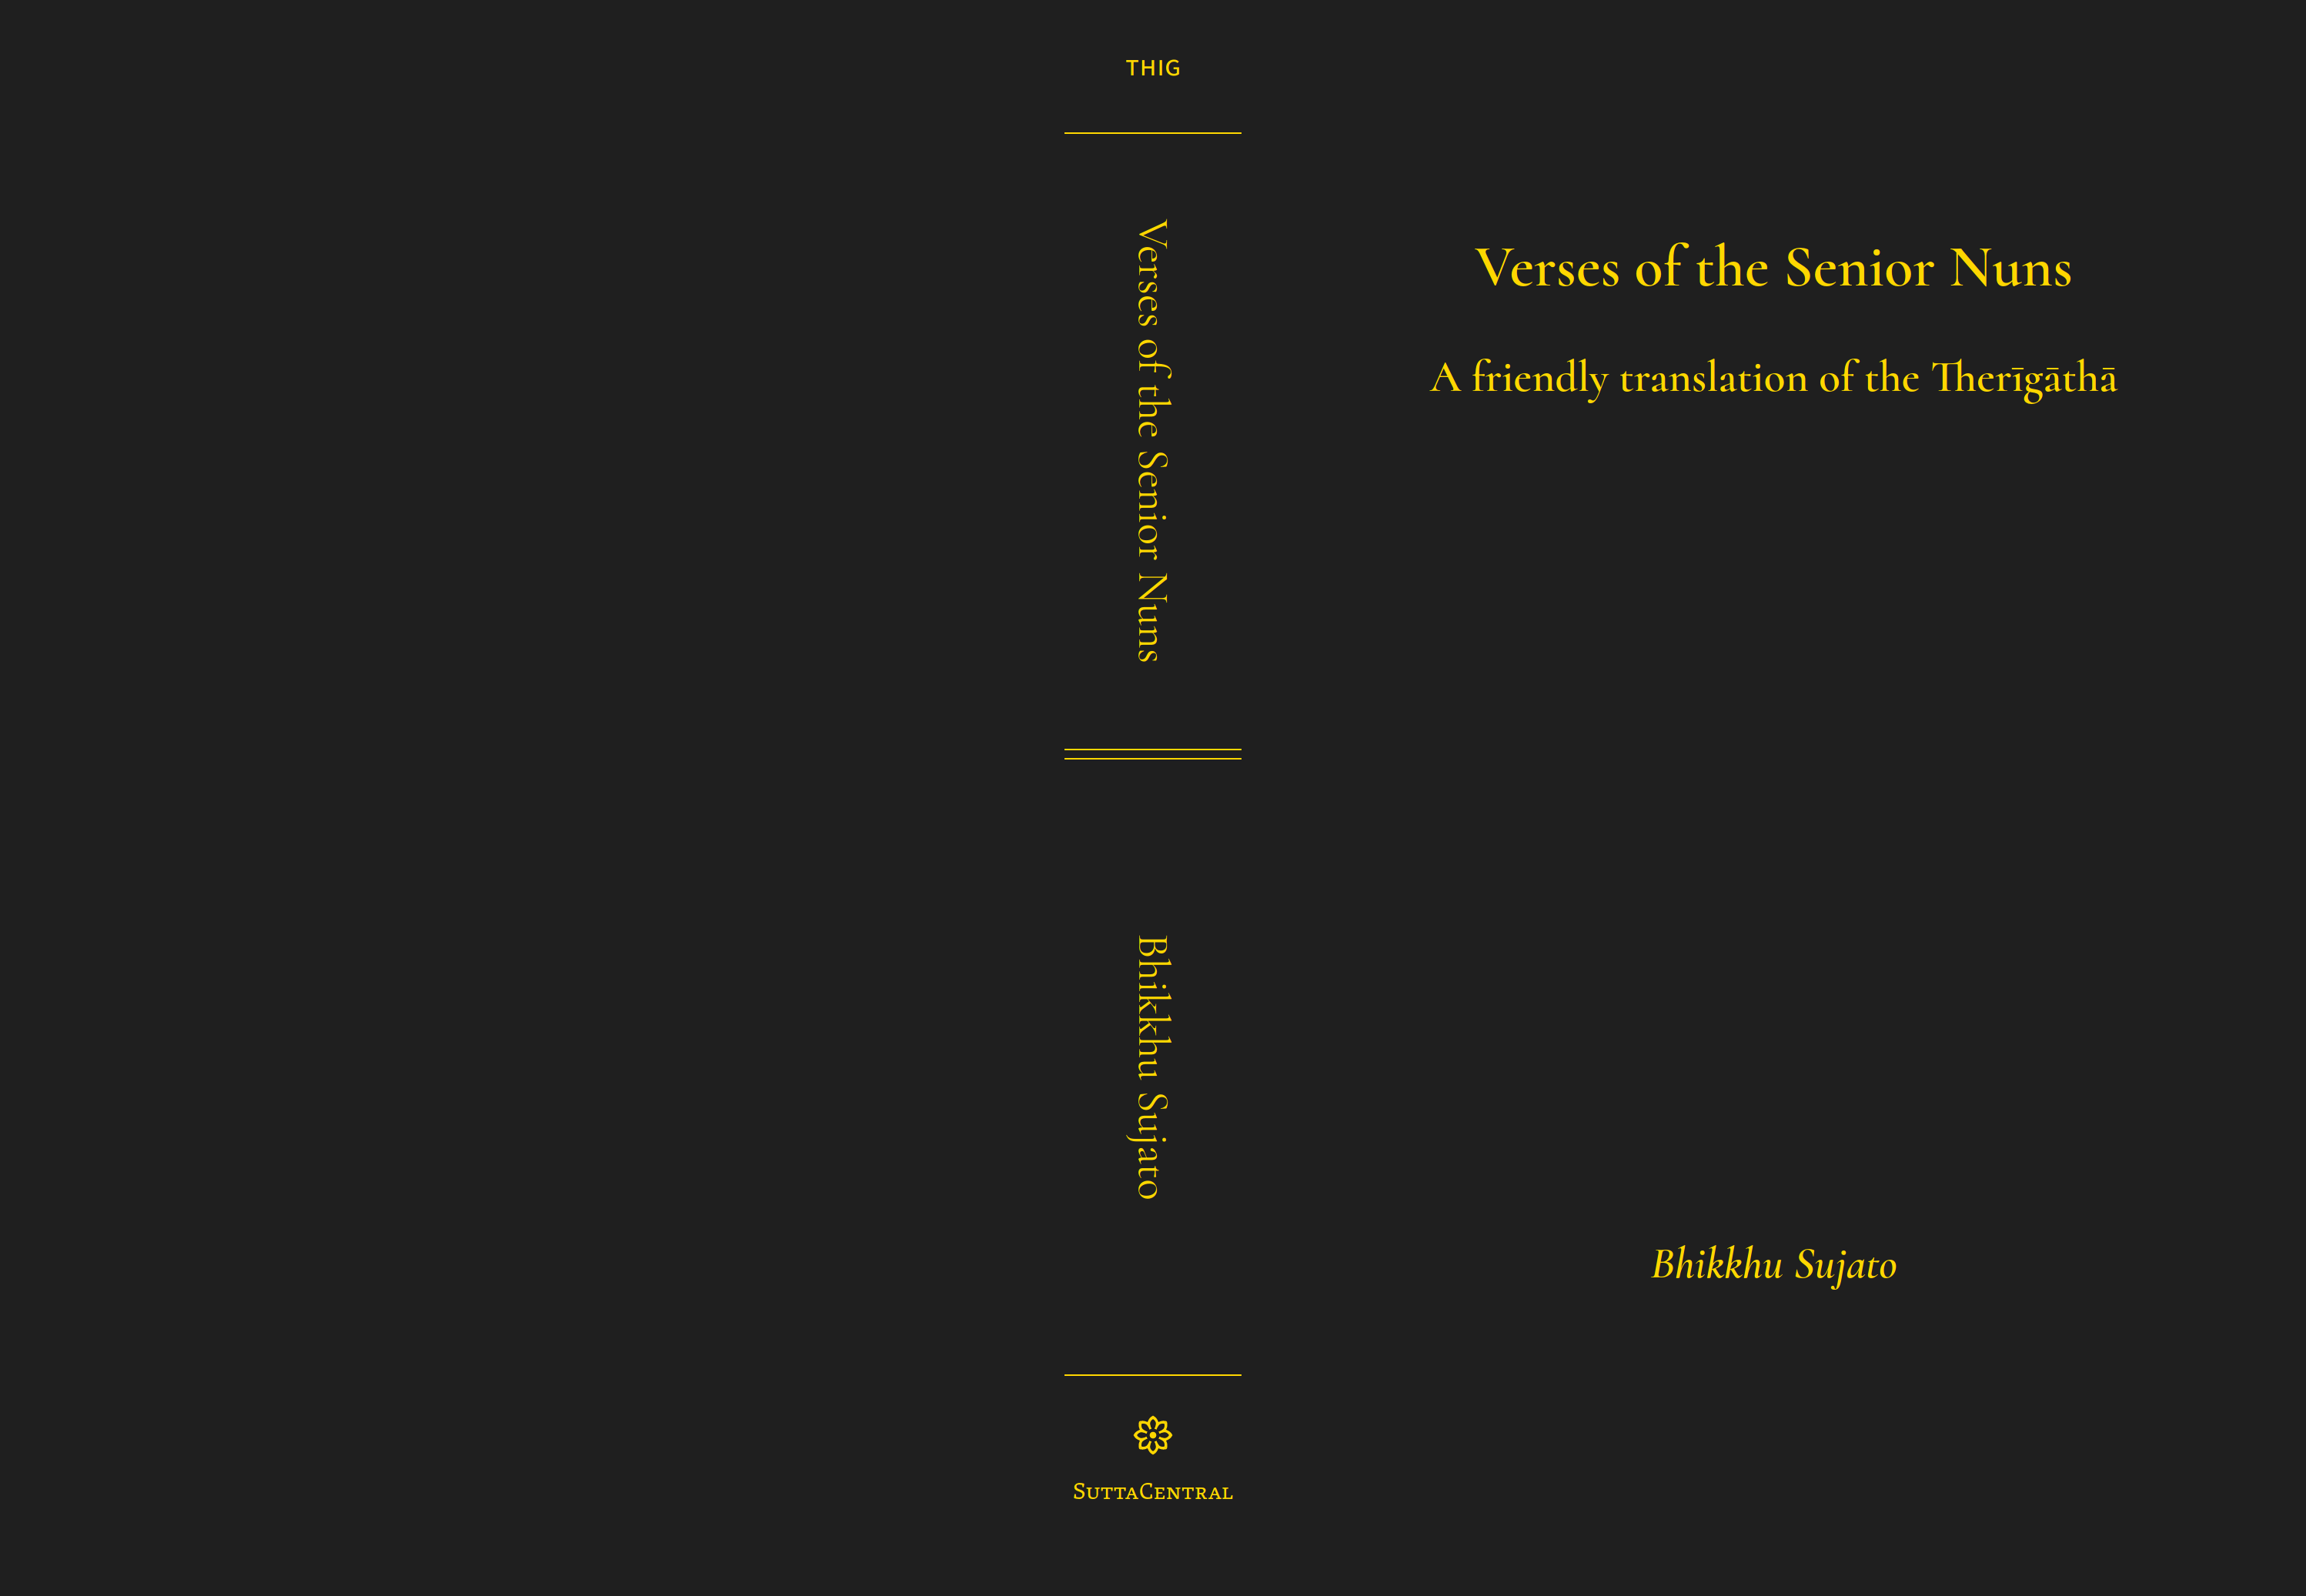 THIG
Verses of the Senior Nuns
Bhikkhu Sujato
SuttaCentral
Verses of the Senior Nuns
A friendly translation of the Therīgāthā
Bhikkhu Sujato